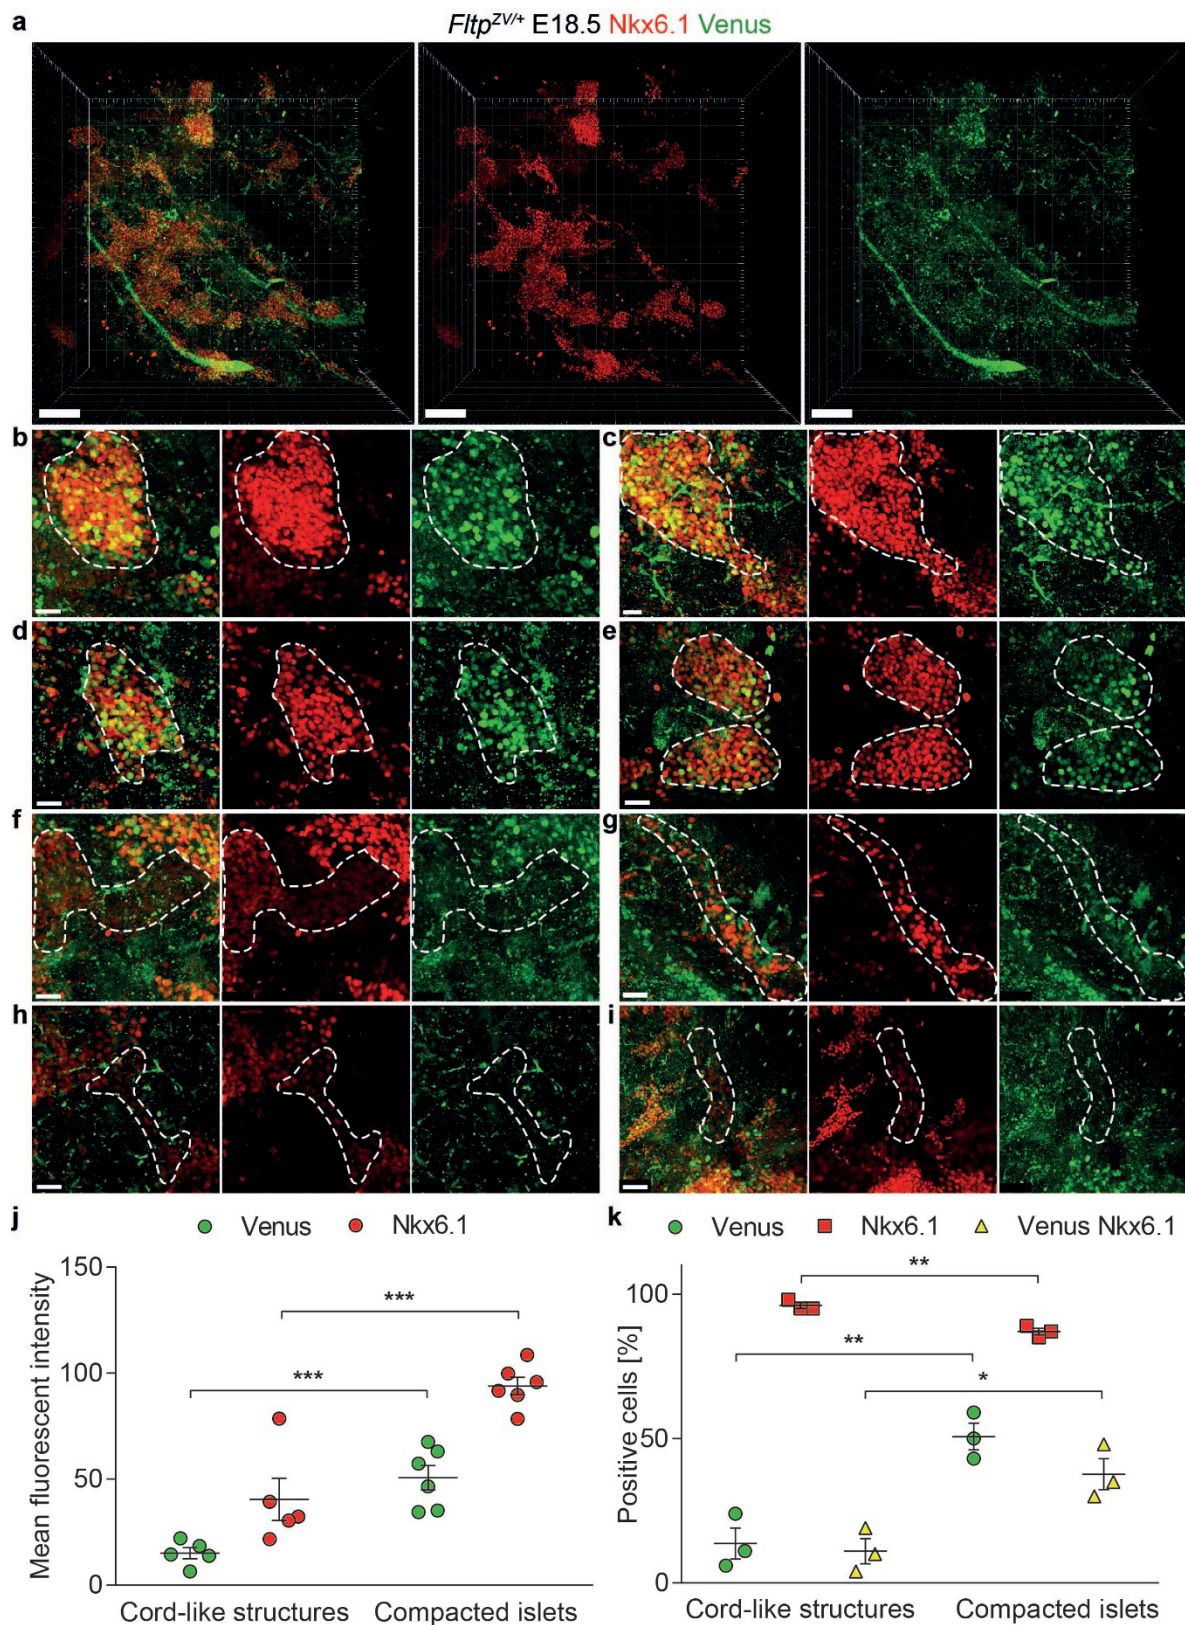 a
Fltp^ZV/+ E18.5 Nkx6.1 Venus
b
c
d
e
f
g
h
i
j
Venus
Nkx6.1
150
100
50
0
Mean fluorescent intensity
***
***
Cord-like structures
Compacted islets
k
Venus
Nkx6.1
Venus Nkx6.1
100
50
0
Positive cells [%]
**
**
*
Cord-like structures
Compacted islets